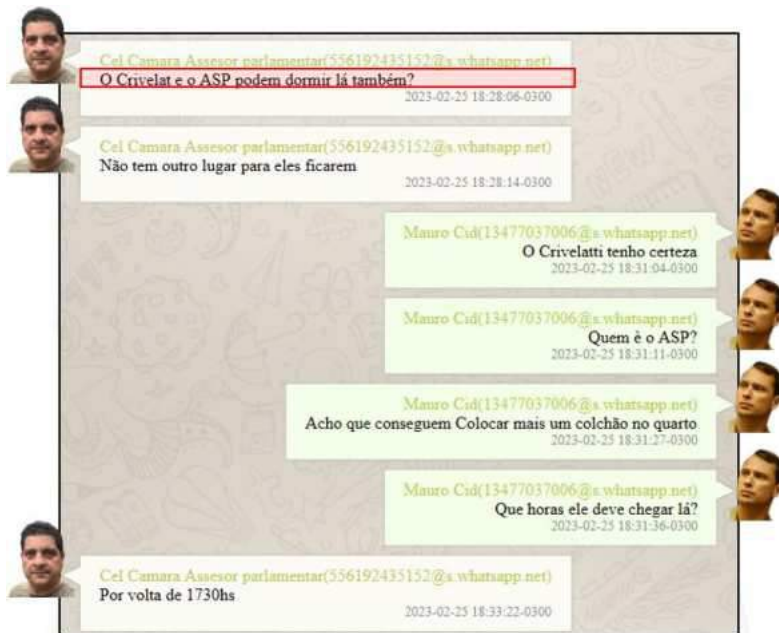 Cel Camara Assesor parlamentar(556192435152@s.whatsapp.net)
O Crivelat e o ASP podem dormir lá também?
2023-02-25 18:28:06-0300
Cel Camara Assesor parlamentar(556192435152@s.whatsapp.net)
Não tem outro lugar para eles ficarem
2023-02-25 18:28:14-0300
Mauro Cid(13477037006@s.whatsapp.net)
O Crivelatti tenho certeza
2023-02-25 18:31:04-0300
Mauro Cid(13477037006@s.whatsapp.net)
Quem è o ASP?
2023-02-25 18:31:11-0300
Mauro Cid(13477037006@s.whatsapp.net)
Acho que conseguem Colocar mais um colchão no quarto
2023-02-25 18:31:27-0300
Mauro Cid(13477037006@s.whatsapp.net)
Que horas ele deve chegar lá?
2023-02-25 18:31:36-0300
Cel Camara Assesor parlamentar(556192435152@s.whatsapp.net)
Por volta de 1730hs
2023-02-25 18:33:22-0300